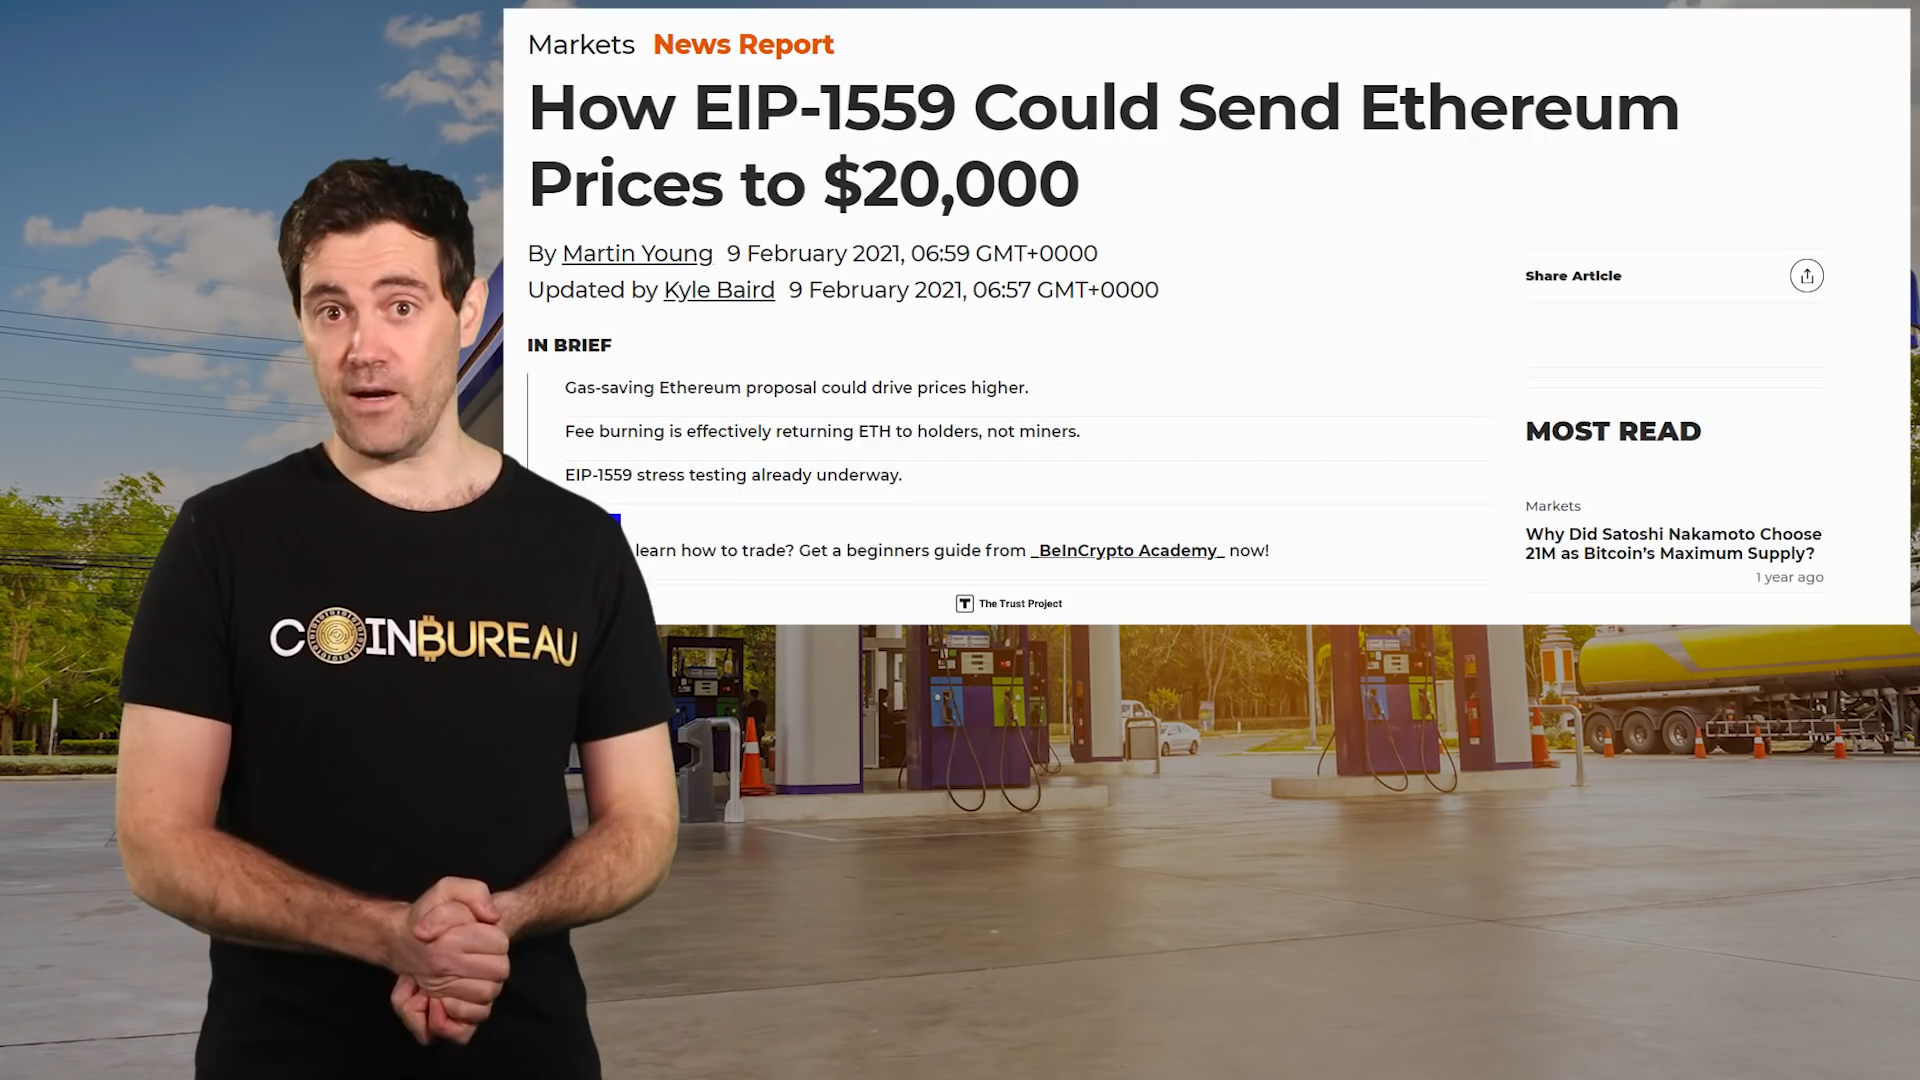 Markets News Report
How EIP-1559 Could Send Ethereum
Prices to $20,000
By Martin Young 9 February 2021, 06:59 GMT+0000
Updated by Kyle Baird 9 February 2021, 06:57 GMT+0000
Share Article
IN BRIEF
Gas-saving Ethereum proposal could drive prices higher.
Fee burning is effectively returning ETH to holders, not miners.
EIP-1559 stress testing already underway.
learn how to trade? Get a beginners guide from _BeInCrypto Academy_ now!
The Trust Project
MOST READ
Markets
Why Did Satoshi Nakamoto Choose
21M as Bitcoin's Maximum Supply?
1 year ago
COINBUREAU